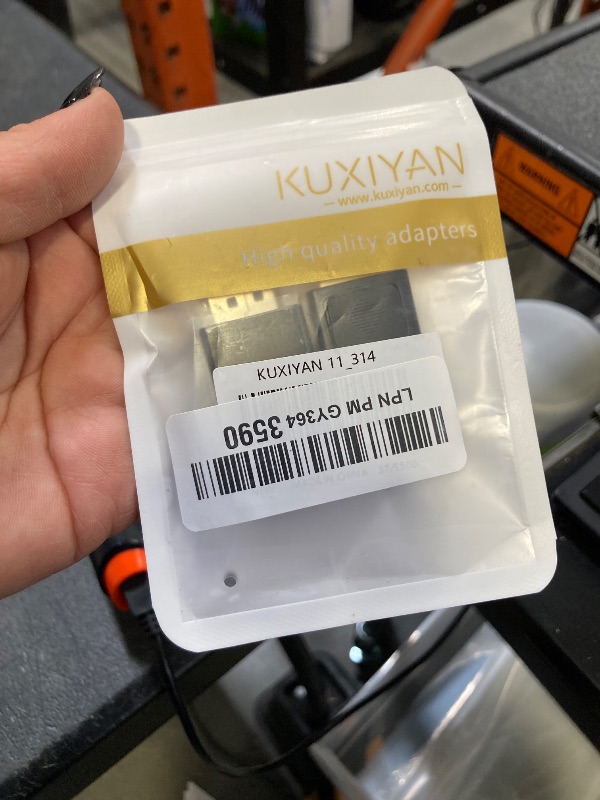 KUXIYAN
www.kuxiyan.com
High quality adapters
KUXIYAN 11_314
LPN PM GY364 3590
WARNING